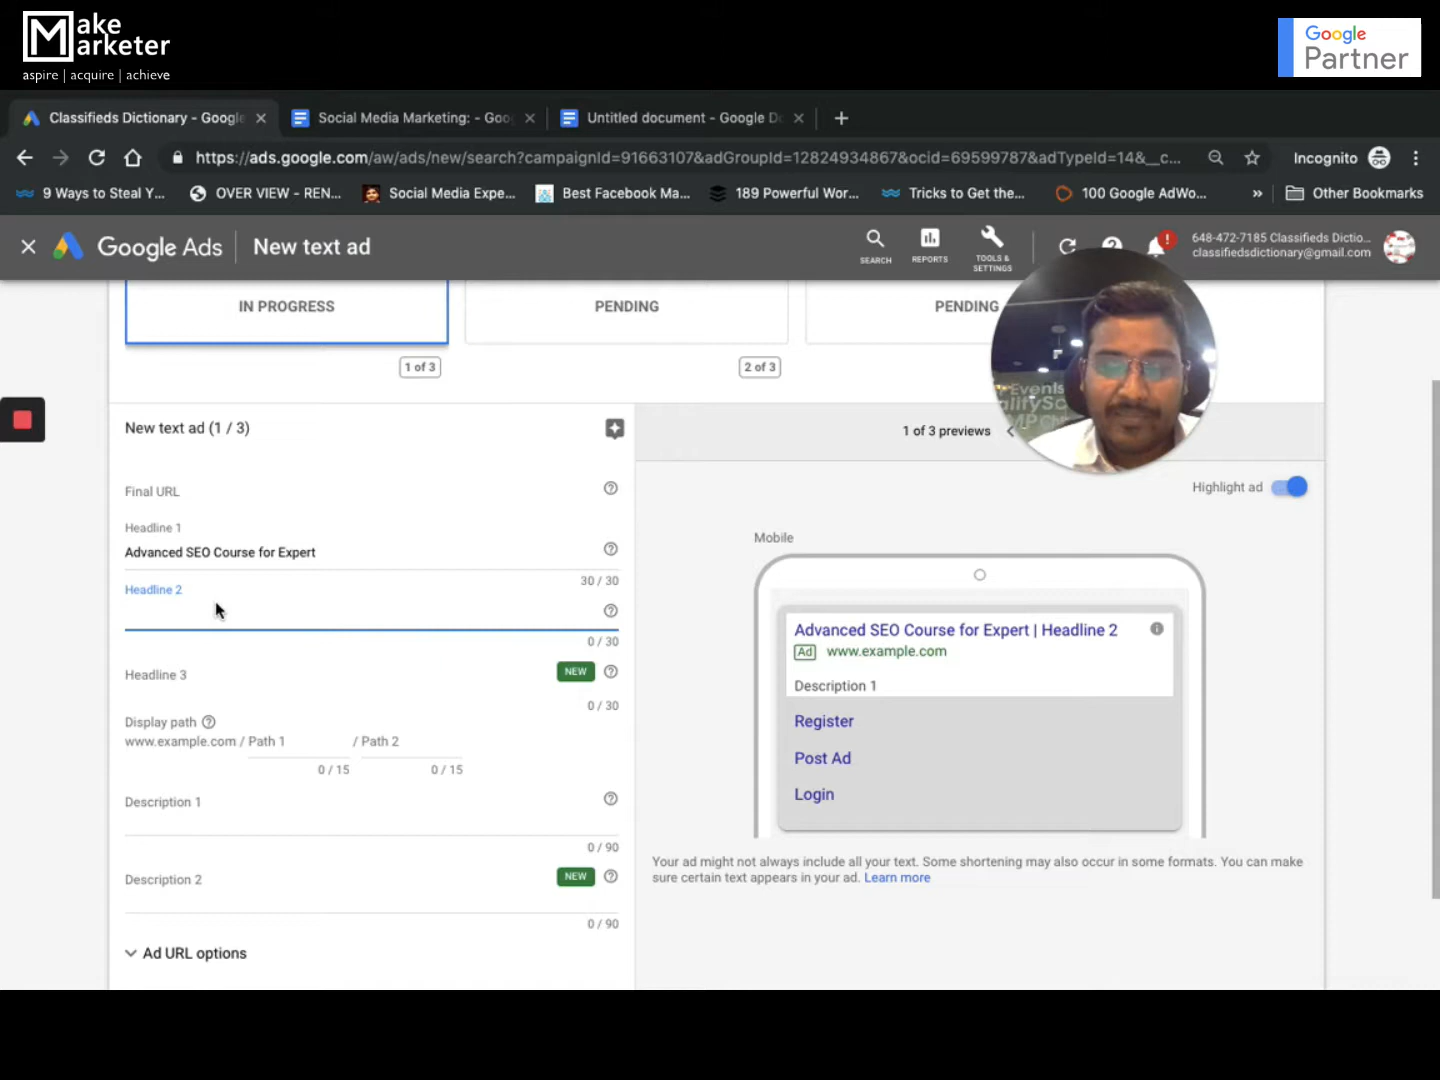 Make Marketer
aspire | acquire | achieve
Google
Partner
Classifieds Dictionary - Google
Social Media Marketing: - Goo
Untitled document - Google D
https://ads.google.com/aw/ads/new/search?campaignId=91663107&adGroupId=12824934867&ocid=69599787&adTypeId=14&__c...
Incognito
9 Ways to Steal Y...
OVER VIEW - REN...
Social Media Expe...
Best Facebook Ma...
189 Powerful Wor...
Tricks to Get the...
100 Google AdWo...
»
Other Bookmarks
Google Ads
New text ad
SEARCH
REPORTS
TOOLS &
SETTINGS
648-472-7185 Classifieds Dictio...
classifiedsdictionary@gmail.com
IN PROGRESS
PENDING
PENDING
1 of 3
2 of 3
New text ad (1 / 3)
1 of 3 previews
Final URL
Highlight ad
Headline 1
Advanced SEO Course for Expert
30 / 30
Headline 2
0 / 30
Headline 3
NEW
0 / 30
Display path
www.example.com / Path 1 / Path 2
0 / 15
0 / 15
Description 1
0 / 90
Description 2
NEW
0 / 90
Ad URL options
Mobile
Advanced SEO Course for Expert | Headline 2
Ad www.example.com
Description 1
Register
Post Ad
Login
Your ad might not always include all your text. Some shortening may also occur in some formats. You can make
sure certain text appears in your ad. Learn more